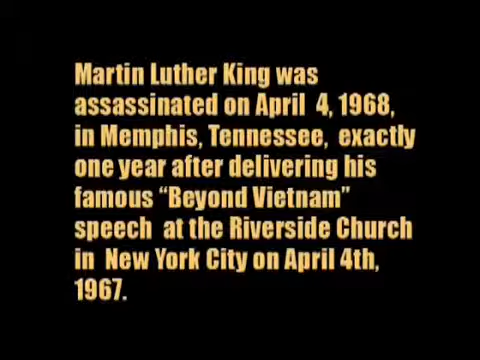 Martin Luther King was
assassinated on April 4, 1968,
in Memphis, Tennessee, exactly
one year after delivering his
famous “Beyond Vietnam”
speech at the Riverside Church
in New York City on April 4th,
1967.